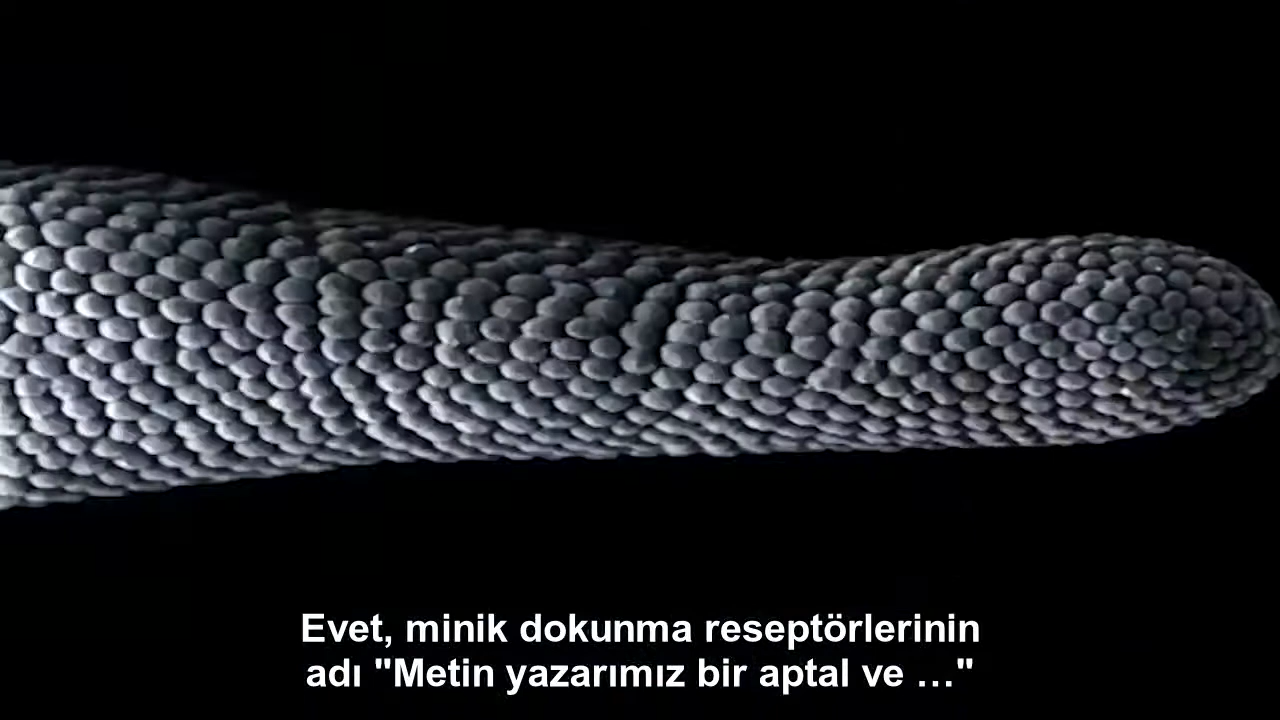 Evet, minik dokunma reseptörlerinin
adı "Metin yazarımız bir aptal ve …"